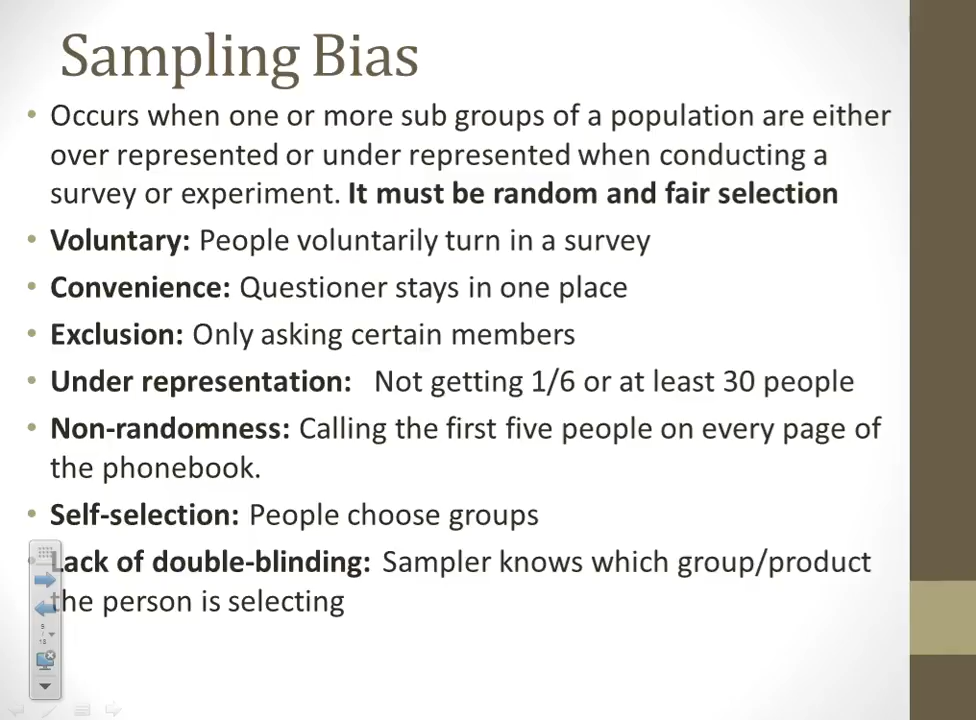 Sampling Bias
• Occurs when one or more sub groups of a population are either
over represented or under represented when conducting a
survey or experiment. It must be random and fair selection
• Voluntary: People voluntarily turn in a survey
• Convenience: Questioner stays in one place
• Exclusion: Only asking certain members
• Under representation: Not getting 1/6 or at least 30 people
• Non-randomness: Calling the first five people on every page of
the phonebook.
• Self-selection: People choose groups
• Lack of double-blinding: Sampler knows which group/product
the person is selecting